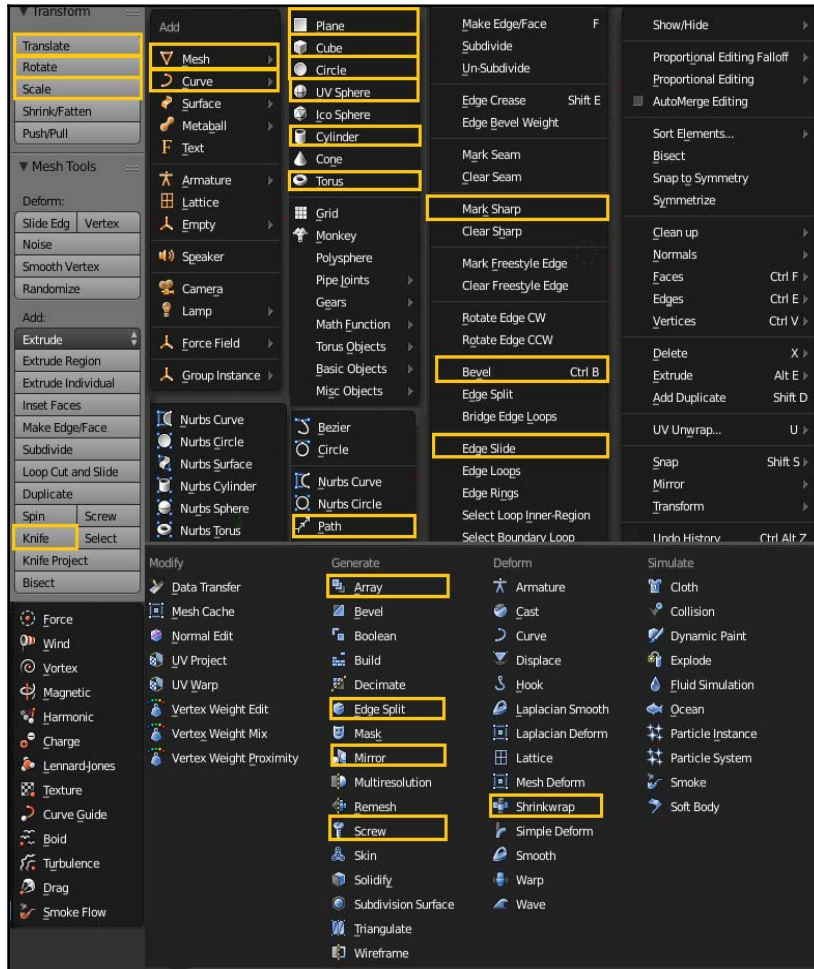 Transform
Translate
Rotate
Scale
Shrink/Fatten
Push/Pull
Mesh Tools
Deform:
Slide Edg
Vertex
Noise
Smooth Vertex
Randomize
Add:
Extrude
Extrude Region
Extrude Individual
Inset Faces
Make Edge/Face
Subdivide
Loop Cut and Slide
Duplicate
Spin
Screw
Knife
Select
Knife Project
Bisect
Force
Wind
Vortex
Magnetic
Harmonic
Charge
Lennard-Jones
Texture
Curve Guide
Boid
Turbulence
Drag
Smoke Flow
Add
Mesh
Curve
Surface
Metaball
Text
Armature
Lattice
Empty
Speaker
Camera
Lamp
Force Field
Group Instance
Nurbs Curve
Nurbs Circle
Nurbs Surface
Nurbs Cylinder
Nurbs Sphere
Nurbs Torus
Plane
Cube
Circle
UV Sphere
Ico Sphere
Cylinder
Cone
Torus
Grid
Monkey
Polysphere
Pipe Joints
Gears
Math Function
Torus Objects
Basic Objects
Misc Objects
Bezier
Circle
Nurbs Curve
Nurbs Circle
Path
Make Edge/Face F
Subdivide
Un-Subdivide
Edge Crease Shift E
Edge Bevel Weight
Mark Seam
Clear Seam
Mark Sharp
Clear Sharp
Mark Freestyle Edge
Clear Freestyle Edge
Rotate Edge CW
Rotate Edge CCW
Bevel Ctrl B
Edge Split
Bridge Edge Loops
Edge Slide
Edge Loops
Edge Rings
Select Loop Inner-Region
Select Boundary Loop
Show/Hide
Proportional Editing Falloff
Proportional Editing
AutoMerge Editing
Sort Elements...
Bisect
Snap to Symmetry
Symmetrize
Clean up
Normals
Faces Ctrl F
Edges Ctrl E
Vertices Ctrl V
Delete X
Extrude Alt E
Add Duplicate Shift D
UV Unwrap... U
Snap Shift S
Mirror
Transform
Undo History Ctrl Alt Z
Modify
Data Transfer
Mesh Cache
Normal Edit
UV Project
UV Warp
Vertex Weight Edit
Vertex Weight Mix
Vertex Weight Proximity
Generate
Array
Bevel
Boolean
Build
Decimate
Edge Split
Mask
Mirror
Multiresolution
Remesh
Screw
Skin
Solidify
Subdivision Surface
Triangulate
Wireframe
Deform
Armature
Cast
Curve
Displace
Hook
Laplacian Smooth
Laplacian Deform
Lattice
Mesh Deform
Shrinkwrap
Simple Deform
Smooth
Warp
Wave
Simulate
Cloth
Collision
Dynamic Paint
Explode
Fluid Simulation
Ocean
Particle Instance
Particle System
Smoke
Soft Body